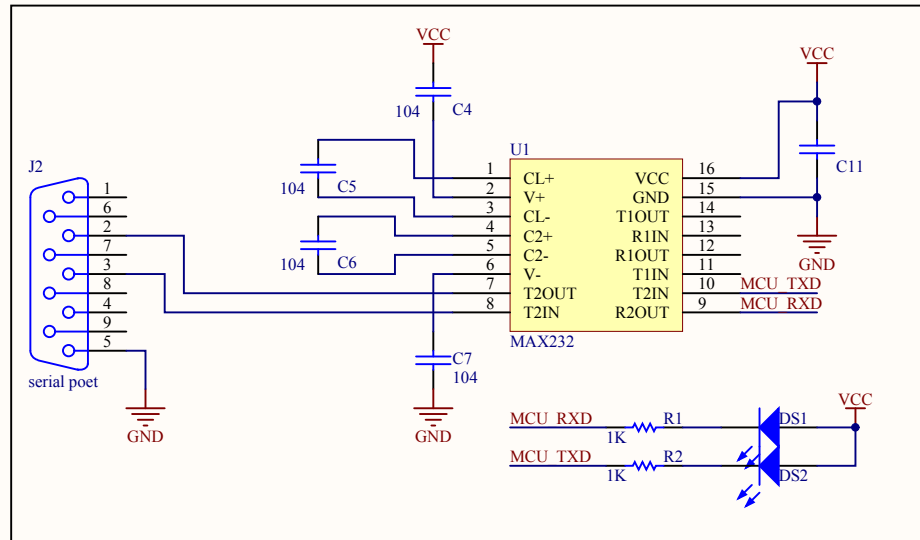 VCC
104
C4
VCC
C11
GND
J2
1
6
2
7
3
8
4
9
5
serial poet
GND
104
C5
104
C6
C7
104
GND
U1
1 CL+ VCC 16
2 V+ GND 15
3 CL- T1OUT 14
4 C2+ R1IN 13
5 C2- R1OUT 12
6 V- T1IN 11
7 T2OUT T2IN 10 MCU_TXD
8 T2IN R2OUT 9 MCU_RXD
MAX232
VCC
MCU_RXD R1 DS1
1K
MCU_TXD R2
1K DS2